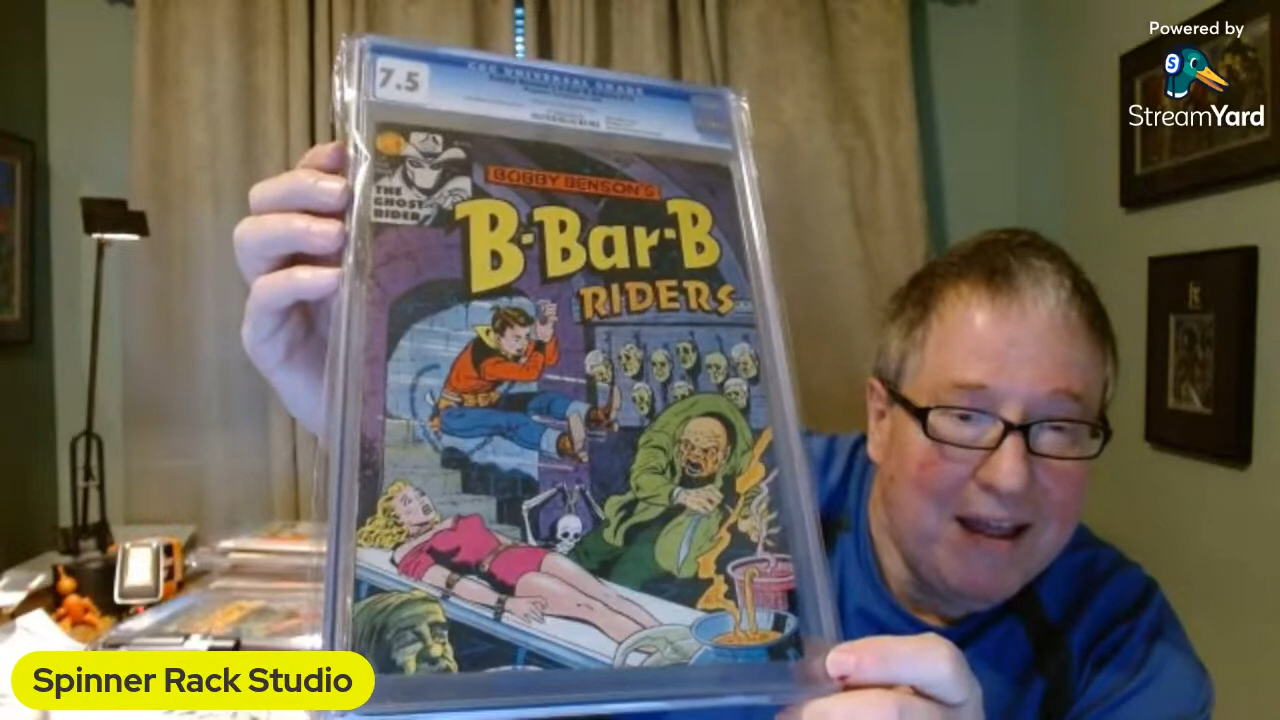 Powered by
StreamYard
7.5
CGC UNIVERSAL GRADE
THE
GHOST
RIDER
BOBBY BENSON'S
B-Bar-B
RIDERS
Spinner Rack Studio